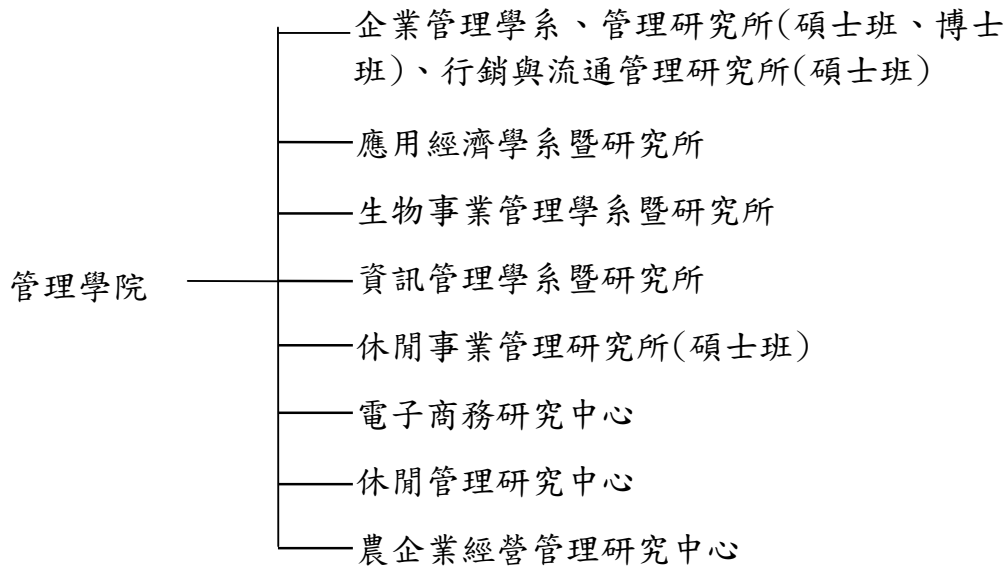 企業管理學系、管理研究所(碩士班、博士
班)、行銷與流通管理研究所(碩士班)
應用經濟學系暨研究所
生物事業管理學系暨研究所
管理學院
資訊管理學系暨研究所
休閒事業管理研究所(碩士班)
電子商務研究中心
休閒管理研究中心
農企業經營管理研究中心